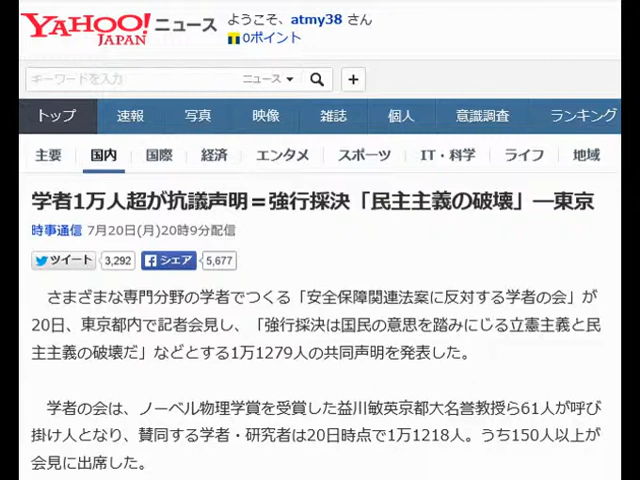 YAHOO! JAPAN ニュース
ようこそ、atmy38 さん
0ポイント
キーワードを入力 ニュース
トップ 速報 写真 映像 雑誌 個人 意識調査 ランキング
主要 国内 国際 経済 エンタメ スポーツ IT・科学 ライフ 地域
学者1万人超が抗議声明＝強行採決「民主主義の破壊」―東京
時事通信 7月20日(月)20時9分配信
ツイート 3,292 シェア 5,677
さまざまな専門分野の学者でつくる「安全保障関連法案に反対する学者の会」が
20日、東京都内で記者会見し、「強行採決は国民の意思を踏みにじる立憲主義と民
主主義の破壊だ」などとする1万1279人の共同声明を発表した。
学者の会は、ノーベル物理学賞を受賞した益川敏英京都大名誉教授ら61人が呼び
掛け人となり、賛同する学者・研究者は20日時点で1万1218人。うち150人以上が
会見に出席した。